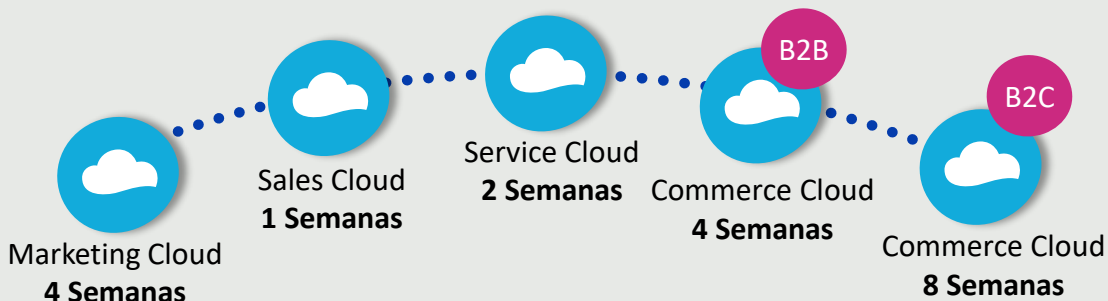 Marketing Cloud
4 Semanas
Sales Cloud
1 Semanas
Service Cloud
2 Semanas
B2B
Commerce Cloud
4 Semanas
B2C
Commerce Cloud
8 Semanas